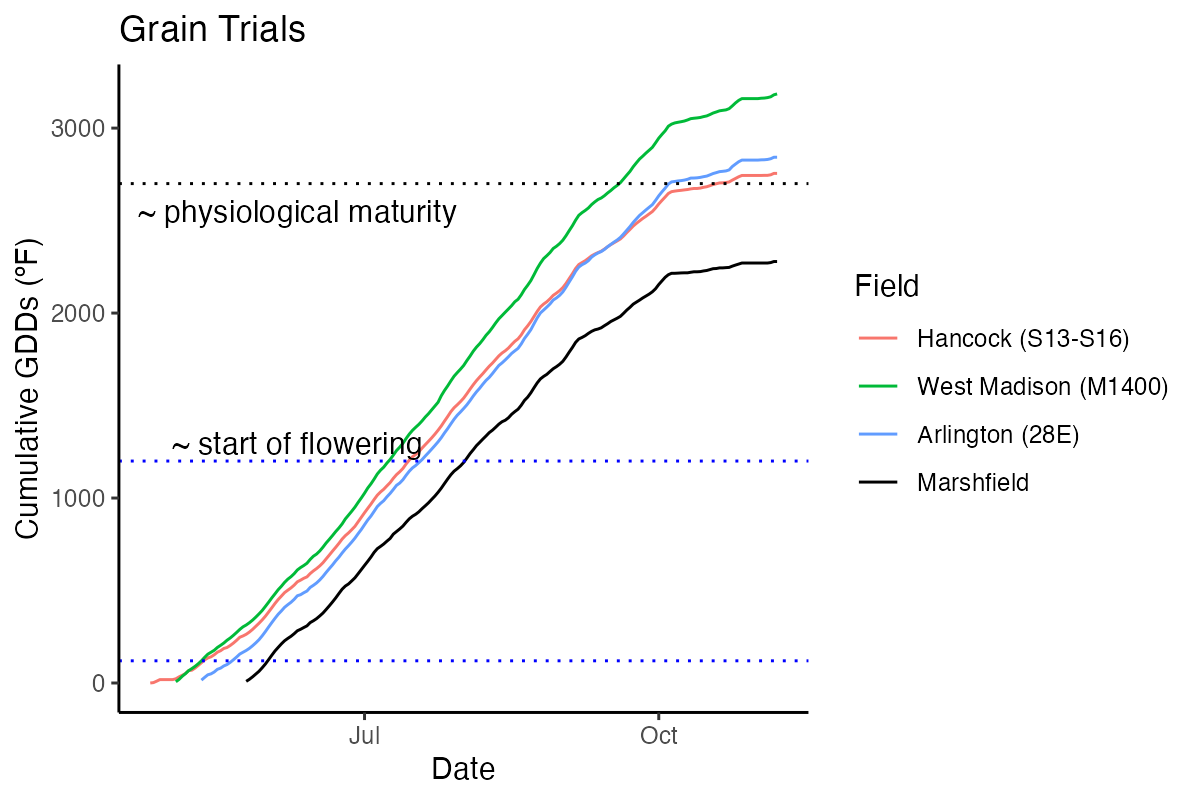 Grain Trials
3000
~ physiological maturity
2000
~ start of flowering
1000
0
Cumulative GDDs (°F)
Jul
Oct
Date
Field
Hancock (S13-S16)
West Madison (M1400)
Arlington (28E)
Marshfield